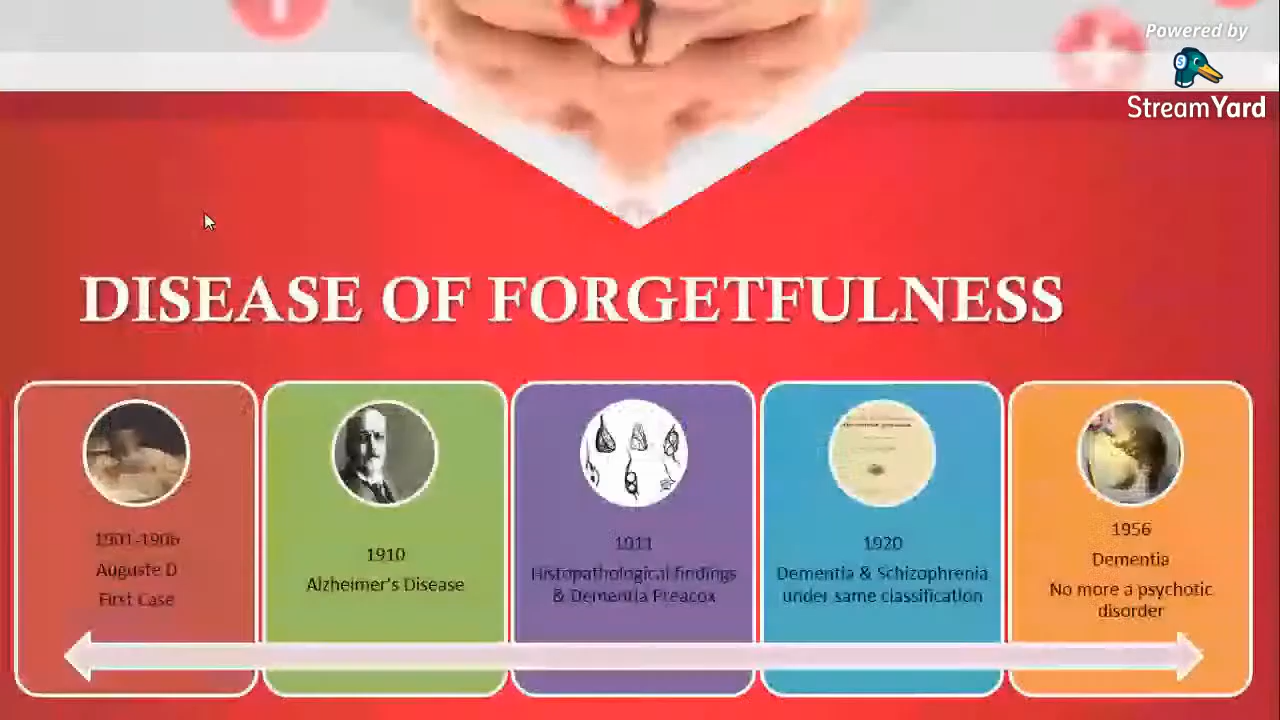 Powered by
StreamYard
DISEASE OF FORGETFULNESS
1901-1906
Auguste D
First Case
1910
Alzheimer's Disease
1911
Histopathological findings
& Dementia Preacox
1920
Dementia & Schizophrenia
under same classification
1956
Dementia
No more a psychotic
disorder